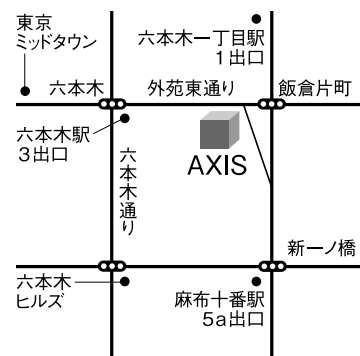 東京
ミッドタウン
六本木一丁目駅
1出口
六本木
外苑東通り
飯倉片町
六本木駅
3出口
AXIS
六本木通り
新一ノ橋
六本木
ヒルズ
麻布十番駅
5a出口